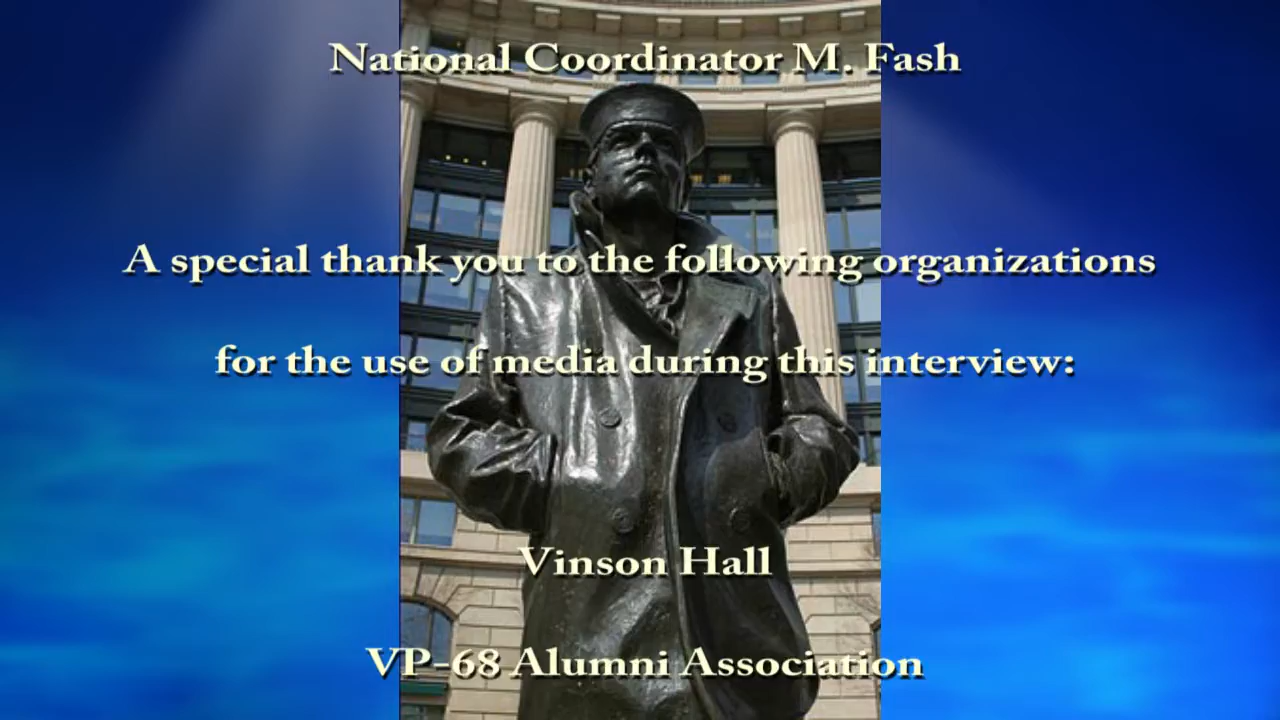 National Coordinator M. Fash
A special thank you to the following organizations
for the use of media during this interview:
Vinson Hall
VP-68 Alumni Association